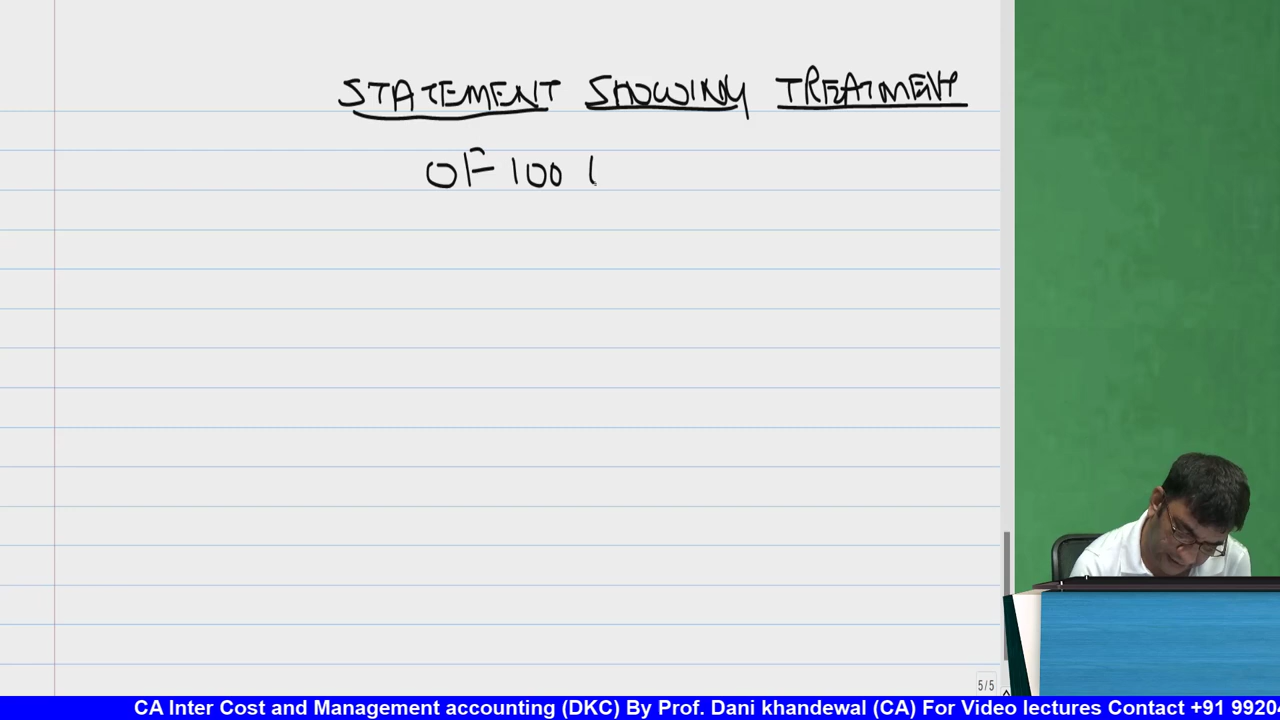 STATEMENT SHOWING TREATMENT
OF 100
5/5
CA Inter Cost and Management accounting (DKC) By Prof. Dani khandewal (CA) For Video lectures Contact +91 9920